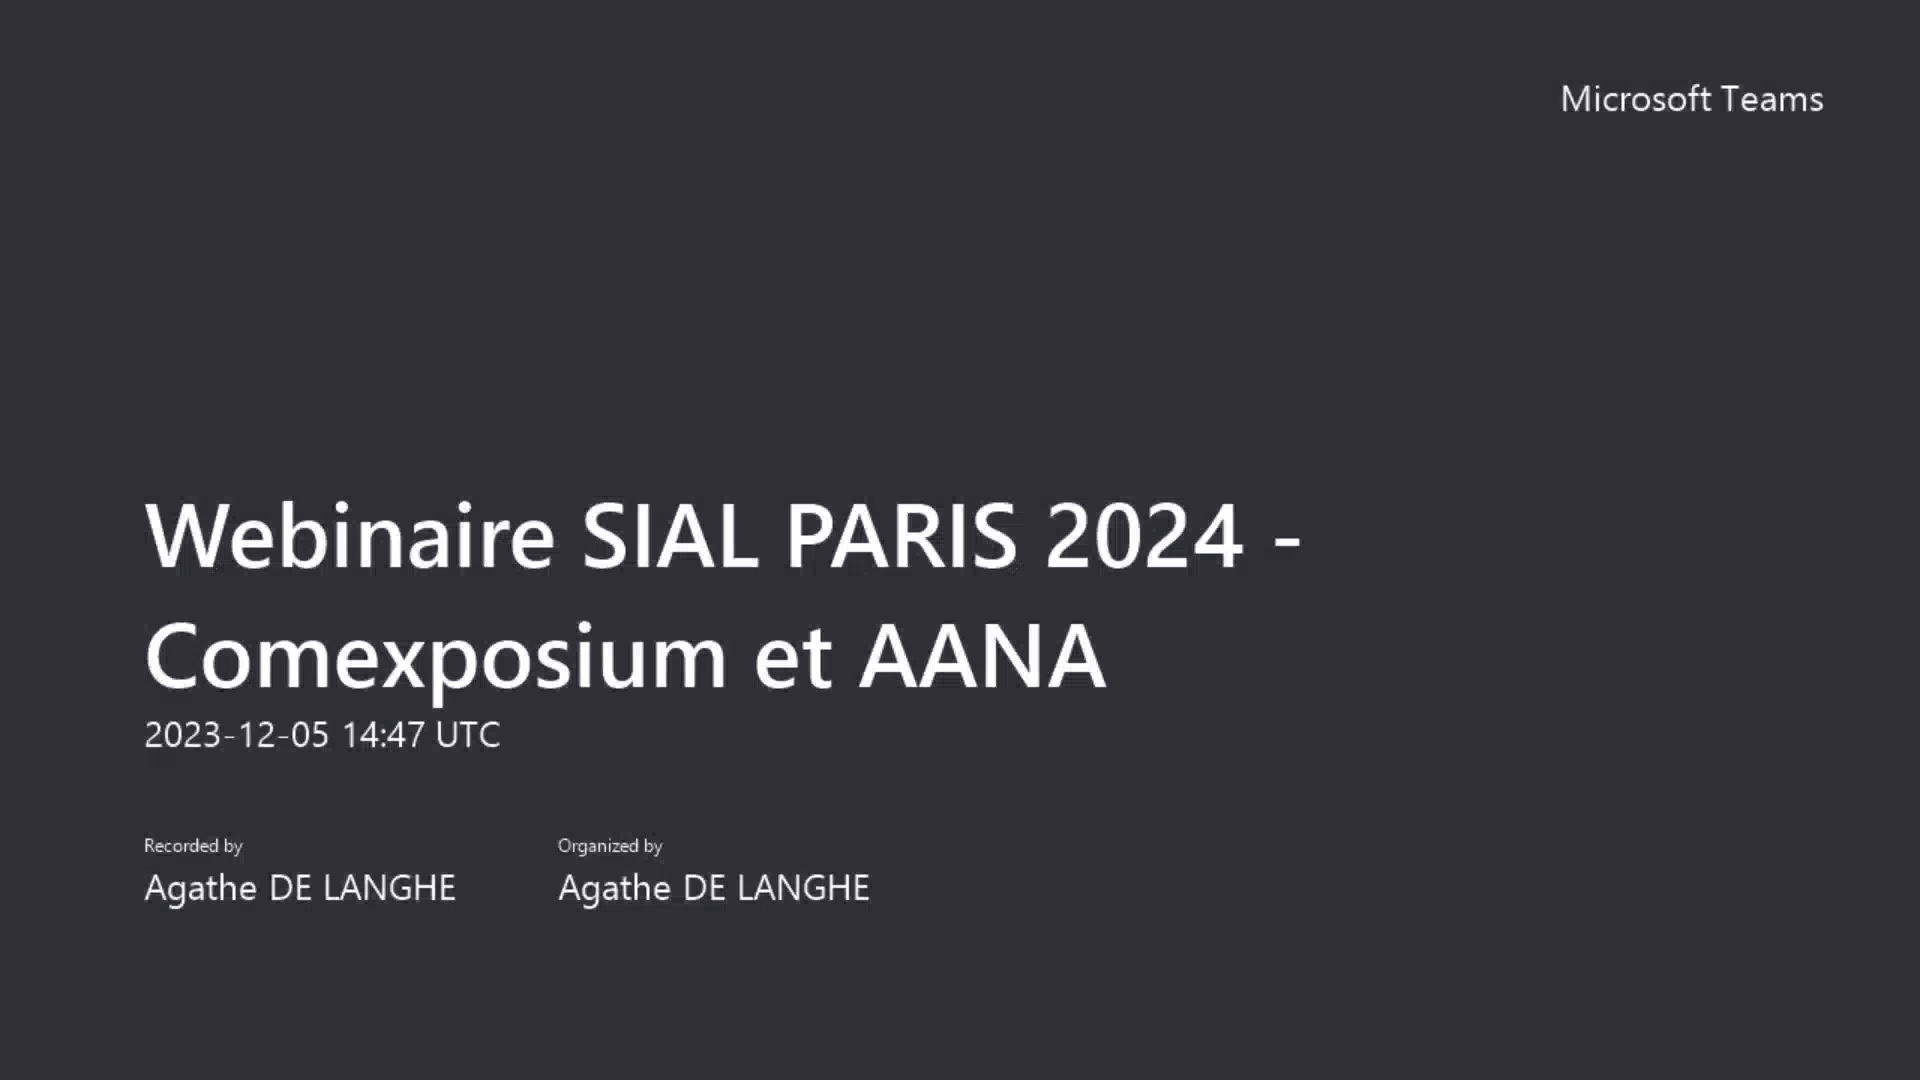 Microsoft Teams
Webinaire SIAL PARIS 2024 -
Comexposium et AANA
2023-12-05 14:47 UTC
Recorded by
Agathe DE LANGHE
Organized by
Agathe DE LANGHE